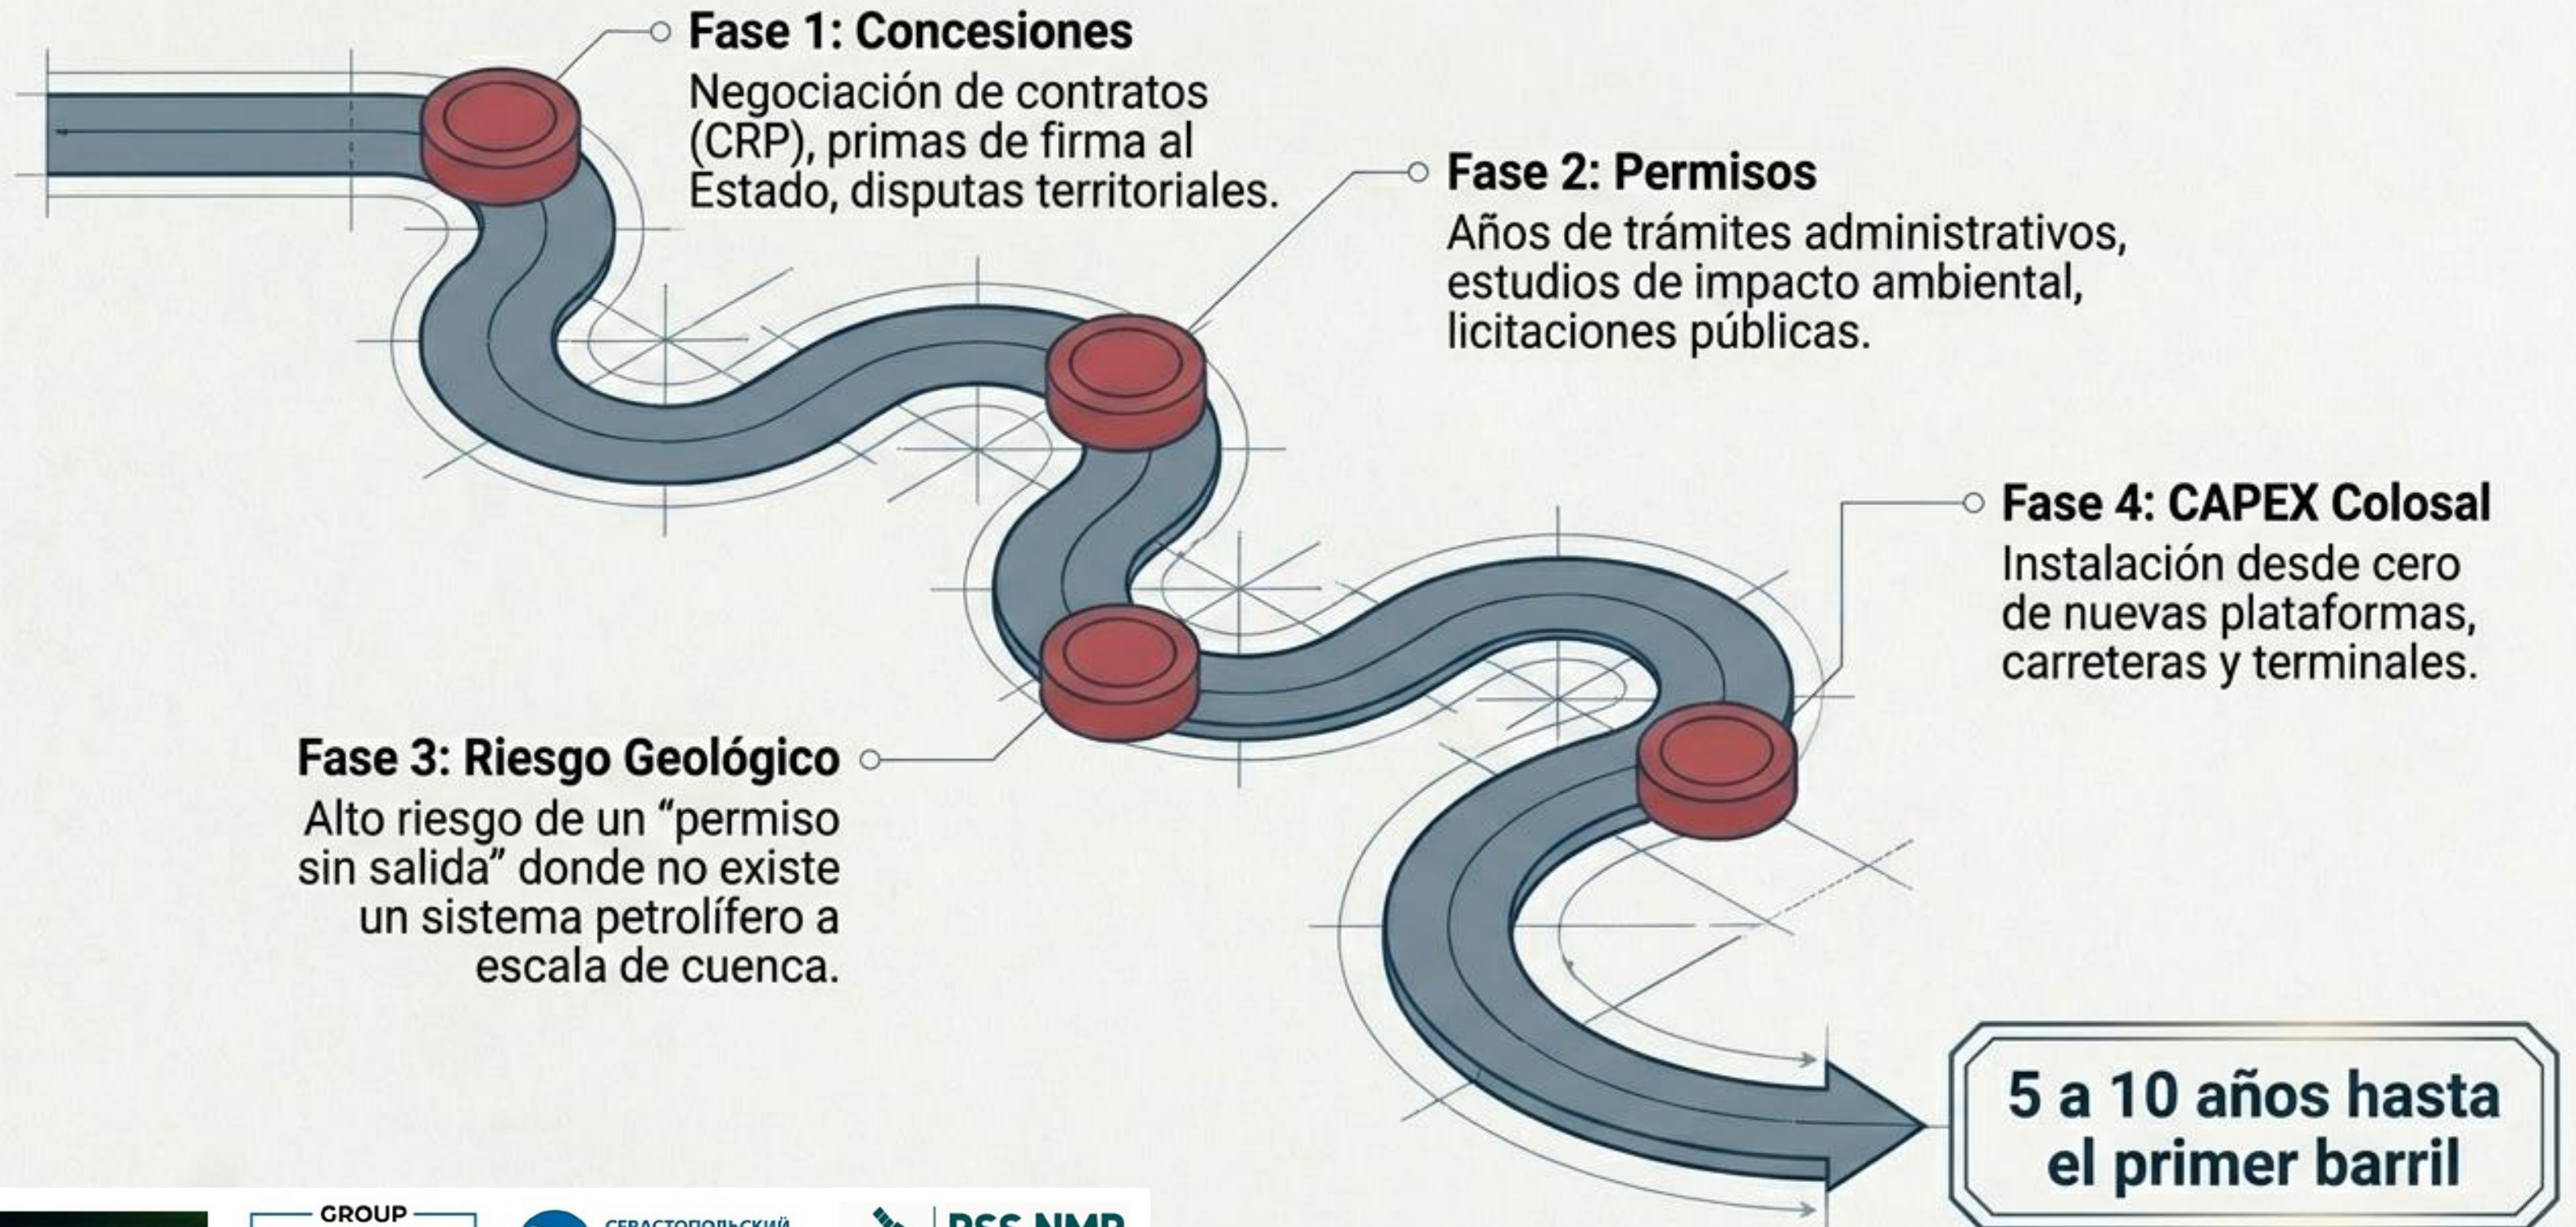 Fase 1: Concesiones
Negociación de contratos
(CRP), primas de firma al
Estado, disputas territoriales.
Fase 2: Permisos
Años de trámites administrativos,
estudios de impacto ambiental,
licitaciones públicas.
Fase 4: CAPEX Colosal
Instalación desde cero
de nuevas plataformas,
carreteras y terminales.
Fase 3: Riesgo Geológico
Alto riesgo de un “permiso
sin salida” donde no existe
un sistema petrolífero a
escala de cuenca.
5 a 10 años hasta
el primer barril
GROUP
СЕВАСТОПОЛЬСКИЙ
PSS NMR